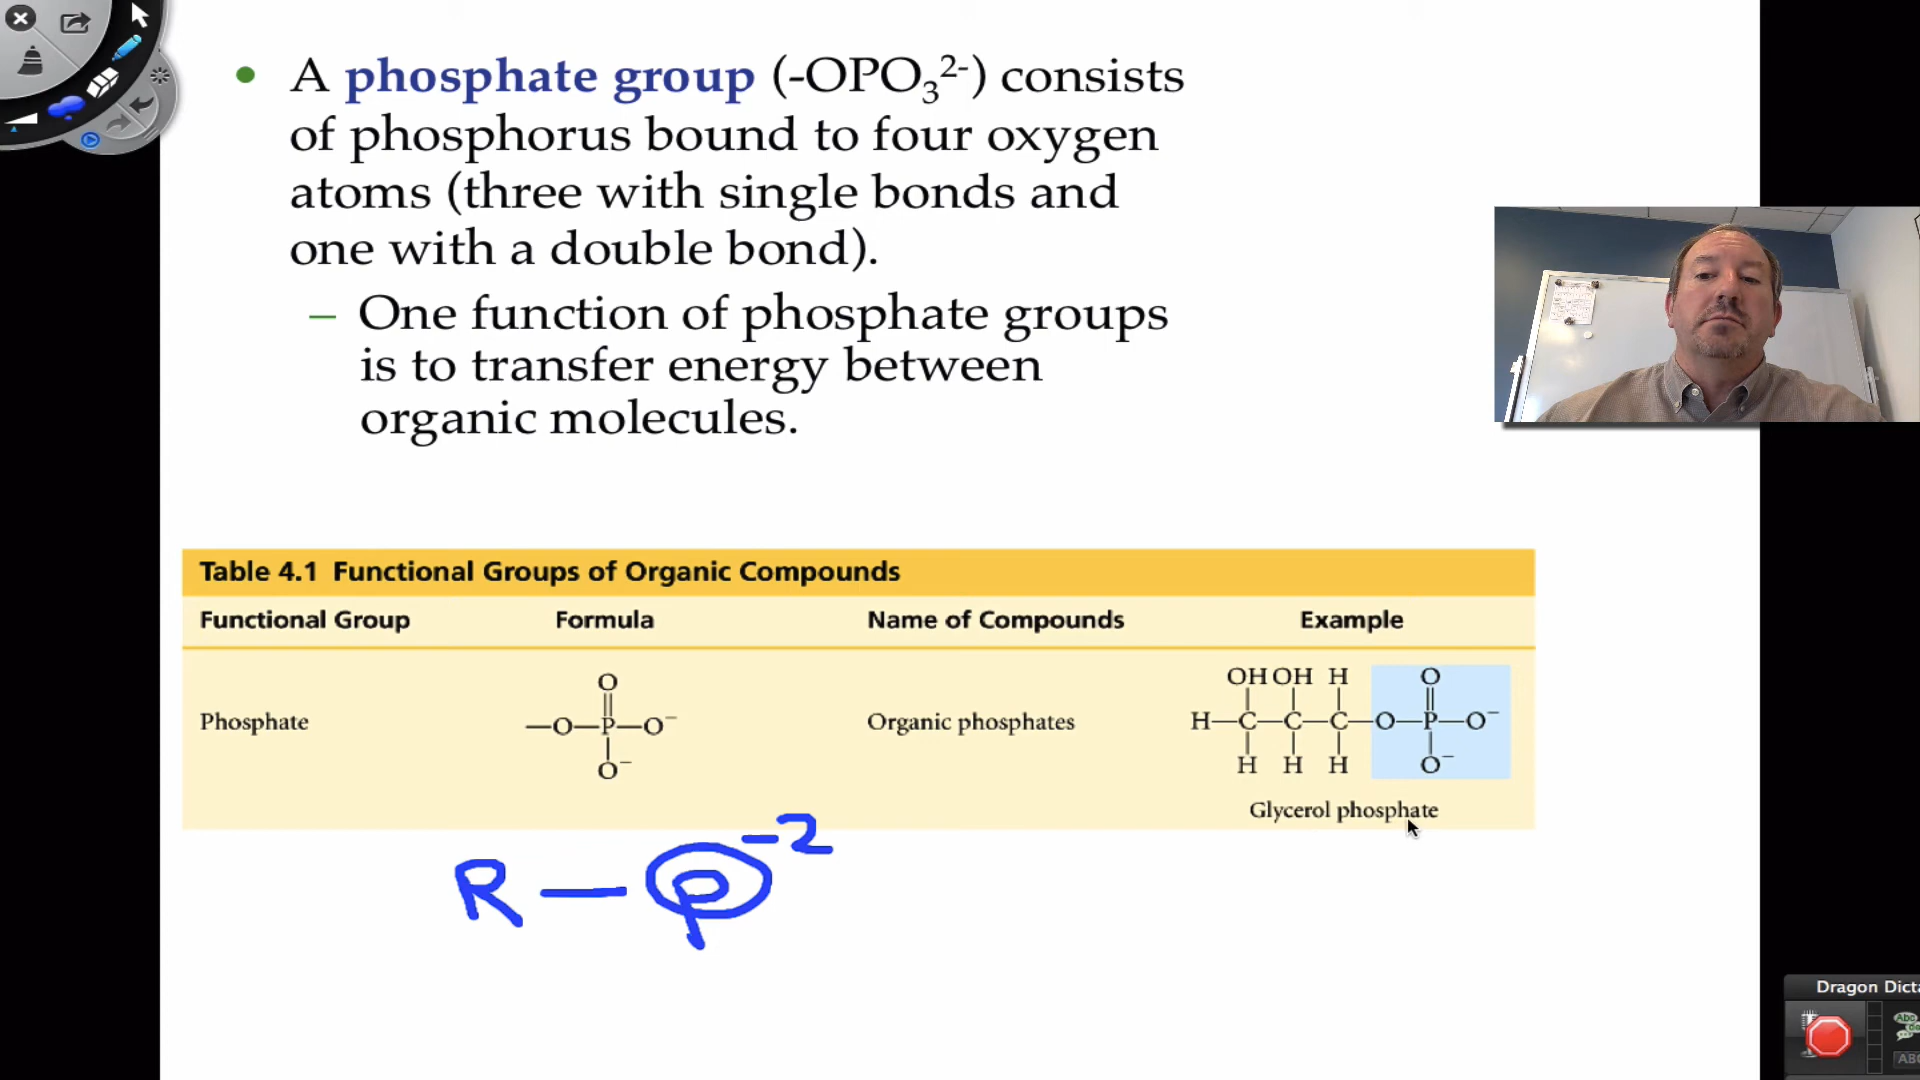 • A phosphate group (-OPO₃²⁻) consists
of phosphorus bound to four oxygen
atoms (three with single bonds and
one with a double bond).
– One function of phosphate groups
is to transfer energy between
organic molecules.
Table 4.1 Functional Groups of Organic Compounds
Functional Group Formula Name of Compounds Example
O
—O—P—O⁻
O⁻
Phosphate
Organic phosphates
OH OH H O
H—C—C—C—O—P—O⁻
H H H O⁻
Glycerol phosphate
R — P⁻²
Dragon Dicta
Abc
ABC